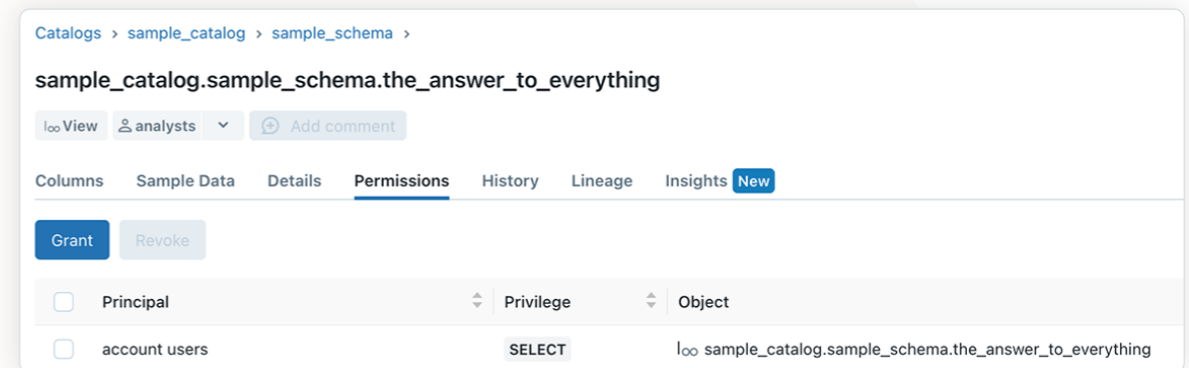 Catalogs > sample_catalog > sample_schema >
sample_catalog.sample_schema.the_answer_to_everything
View analysts Add comment
Columns Sample Data Details Permissions History Lineage Insights New
Grant Revoke
Principal Privilege Object
account users SELECT sample_catalog.sample_schema.the_answer_to_everything